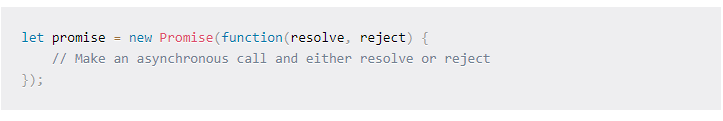 let promise = new Promise(function(resolve, reject) {
    // Make an asynchronous call and either resolve or reject
});